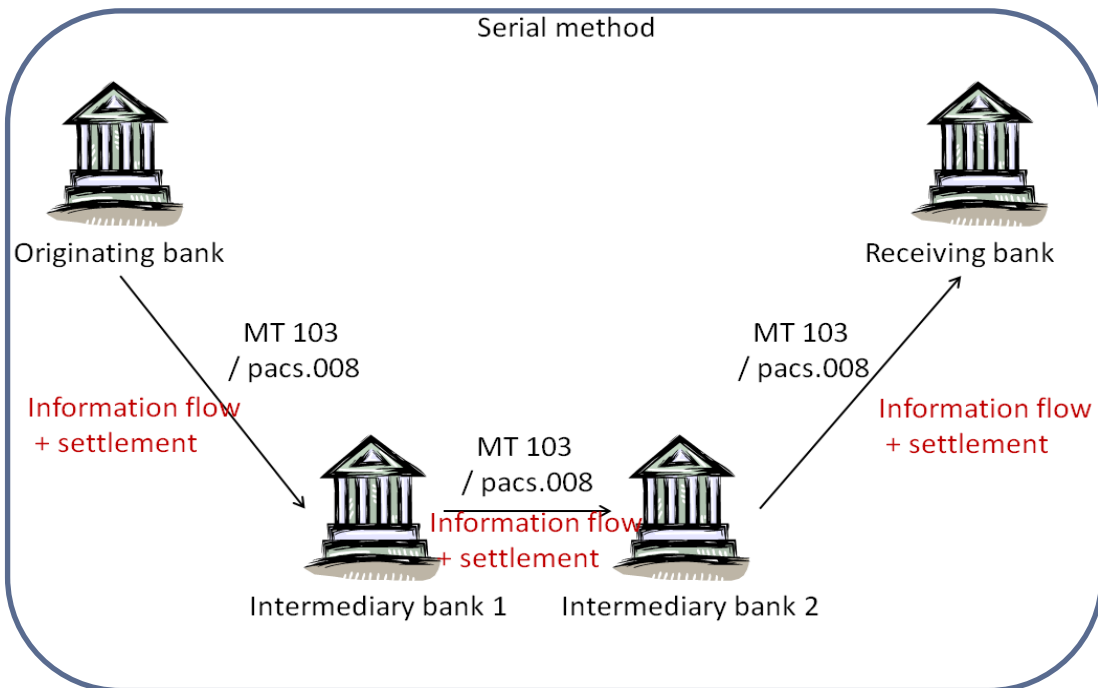 Serial method
Originating bank
Receiving bank
MT 103
/ pacs.008
MT 103
/ pacs.008
Information flow
+ settlement
Information flow
+ settlement
MT 103
/ pacs.008
Information flow
+ settlement
Intermediary bank 1
Intermediary bank 2